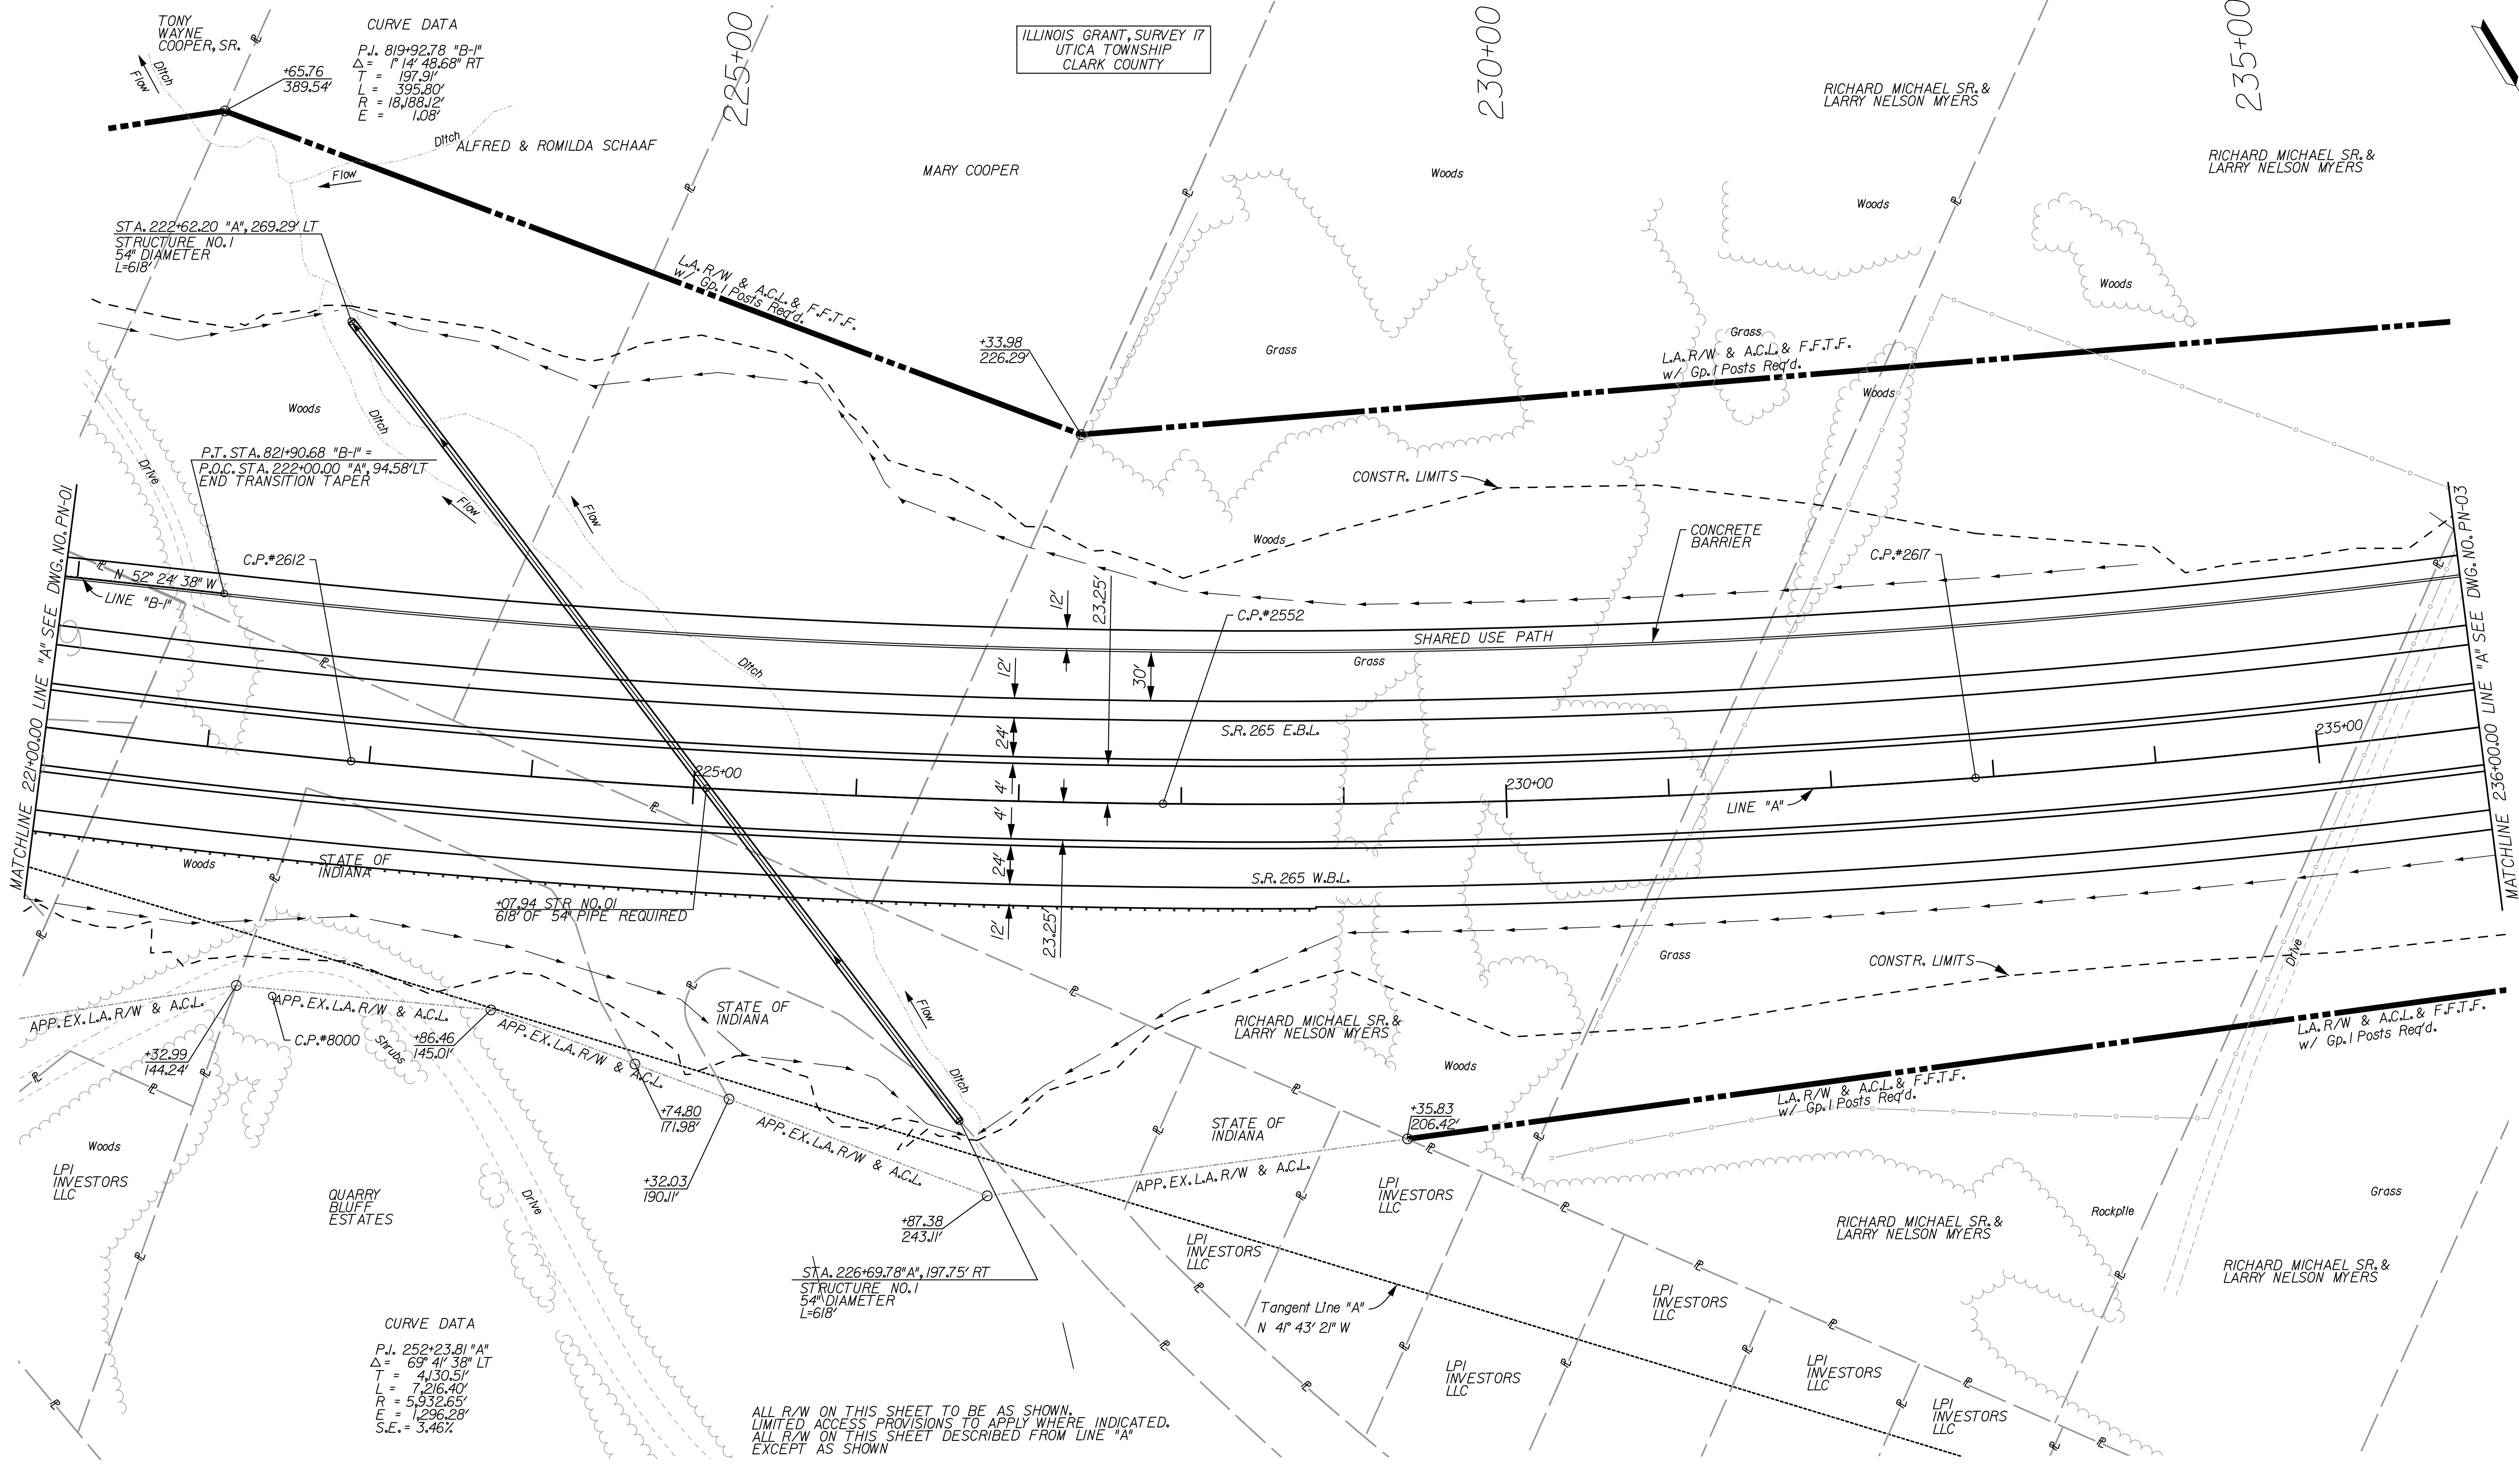 TONY
WAYNE
COOPER, SR.
CURVE DATA
P.I. 819+92.78 "B-1"
Δ = 1° 14' 48.68" RT
T = 197.91'
L = 395.80'
R = 18,188.12'
E = 1.08'
+65.76
389.54'
Ditch
Flow
225+00
ILLINOIS GRANT, SURVEY 17
UTICA TOWNSHIP
CLARK COUNTY
230+00
235+00
RICHARD MICHAEL SR. &
LARRY NELSON MYERS
RICHARD MICHAEL SR. &
LARRY NELSON MYERS
Ditch
ALFRED & ROMILDA SCHAAF
Flow
MARY COOPER
Woods
Woods
Woods
STA. 222+62.20 "A", 269.29' LT
STRUCTURE NO. 1
54" DIAMETER
L=618'
L.A. R/W & A.C.L. & F.F.T.F.
w/ Gp. 1 Posts Req'd.
+33.98
226.29'
Grass
Grass
L.A. R/W & A.C.L. & F.F.T.F.
w/ Gp. 1 Posts Req'd.
Woods
Woods
Ditch
Drive
P.T. STA. 821+90.68 "B-1" =
P.O.C. STA. 222+00.00 "A", 94.58' LT
END TRANSITION TAPER
Flow
Flow
CONSTR. LIMITS
Woods
CONCRETE
BARRIER
C.P.#2617
C.P.#2612
N 52° 24' 38" W
LINE "B-1"
MATCHLINE 221+00.00 LINE "A" SEE DWG. NO. PN-01
MATCHLINE 236+00.00 LINE "A" SEE DWG. NO. PN-03
12'
23.25'
C.P.#2552
SHARED USE PATH
Grass
Ditch
12'
30'
24'
S.R. 265 E.B.L.
225+00
4'
230+00
235+00
LINE "A"
4'
24'
S.R. 265 W.B.L.
Woods
STATE OF
INDIANA
+07.94 STR NO. 01
618' OF 54" PIPE REQUIRED
12'
23.25'
Grass
CONSTR. LIMITS
Drive
APP. EX. L.A. R/W & A.C.L.
APP. EX. L.A. R/W & A.C.L.
C.P.#8000
+32.99
144.24'
Shrubs
+86.46
145.01'
APP. EX. L.A. R/W & A.C.L.
STATE OF
INDIANA
Flow
RICHARD MICHAEL SR. &
LARRY NELSON MYERS
L.A. R/W & A.C.L. & F.F.T.F.
w/ Gp. 1 Posts Req'd.
Woods
Ditch
L.A. R/W & A.C.L. & F.F.T.F.
w/ Gp. 1 Posts Req'd.
+74.80
171.98'
+35.83
206.42'
APP. EX. L.A. R/W & A.C.L.
STATE OF
INDIANA
APP. EX. L.A. R/W & A.C.L.
Woods
LPI
INVESTORS
LLC
QUARRY
BLUFF
ESTATES
Drive
+32.03
190.11'
+87.38
243.11'
LPI
INVESTORS
LLC
Grass
Rockpile
RICHARD MICHAEL SR. &
LARRY NELSON MYERS
LPI
INVESTORS
LLC
RICHARD MICHAEL SR. &
LARRY NELSON MYERS
STA. 226+69.78 "A", 197.75' RT
STRUCTURE NO. 1
54" DIAMETER
L=618'
Tangent Line "A"
N 41° 43' 21" W
LPI
INVESTORS
LLC
LPI
INVESTORS
LLC
LPI
INVESTORS
LLC
LPI
INVESTORS
LLC
CURVE DATA
P.I. 252+23.81 "A"
Δ = 69° 41' 38" LT
T = 4,130.51'
L = 7,216.40'
R = 5,932.65'
E = 1,296.28'
S.E. = 3.46%
ALL R/W ON THIS SHEET TO BE AS SHOWN.
LIMITED ACCESS PROVISIONS TO APPLY WHERE INDICATED.
ALL R/W ON THIS SHEET DESCRIBED FROM LINE "A"
EXCEPT AS SHOWN